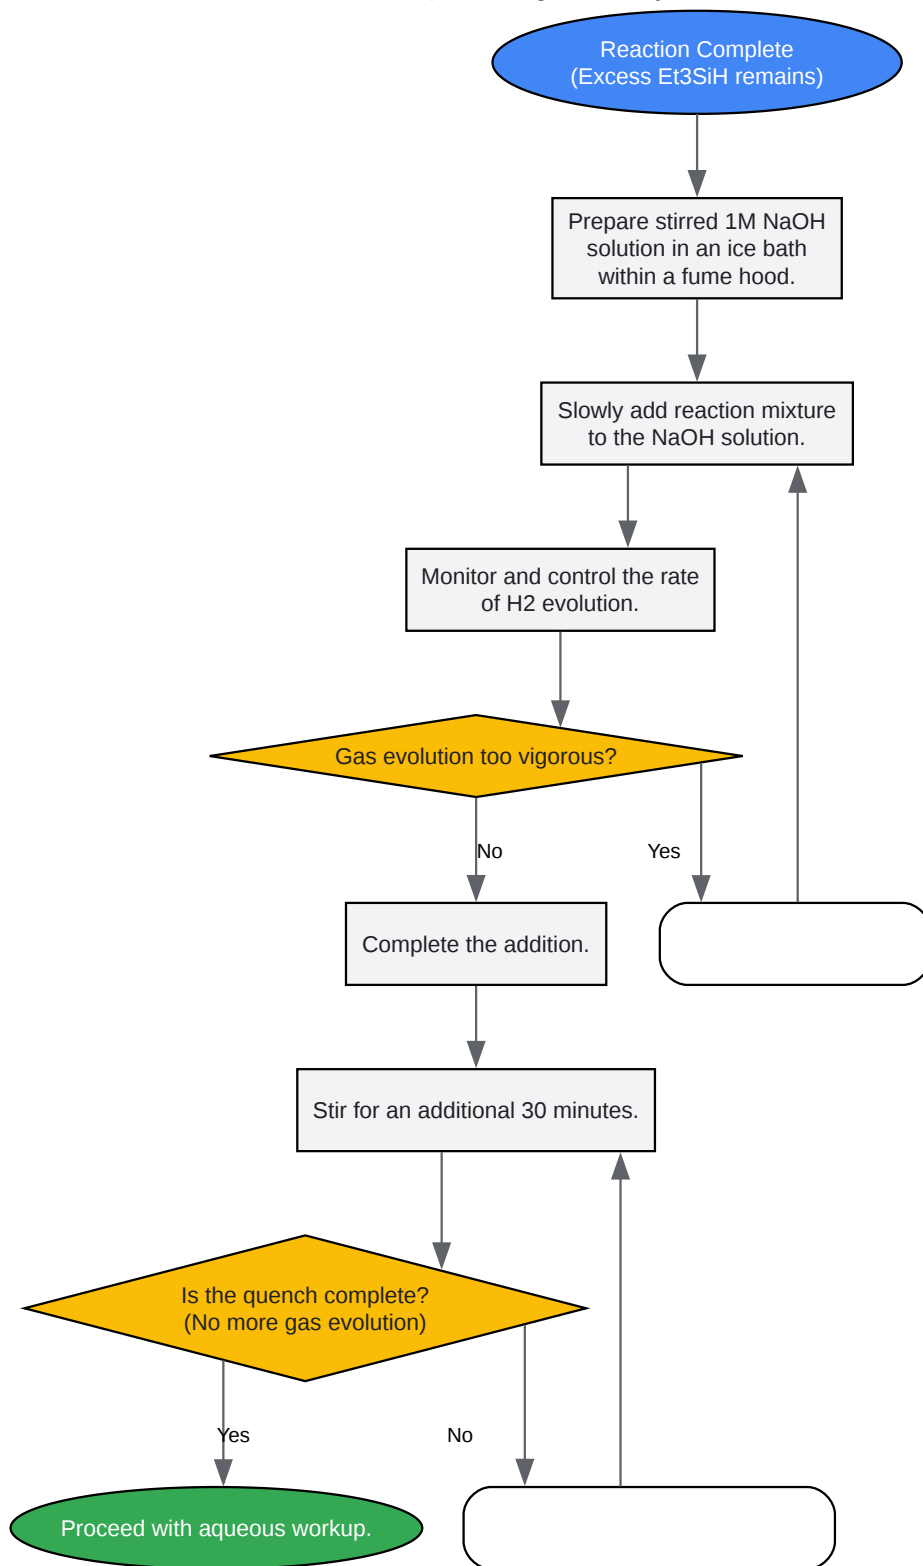 Reaction Complete
(Excess Et3SiH remains)
Prepare stirred 1M NaOH
solution in an ice bath
within a fume hood.
Slowly add reaction mixture
to the NaOH solution.
Monitor and control the rate
of H2 evolution.
Gas evolution too vigorous?
No
Yes
Complete the addition.
Stir for an additional 30 minutes.
Is the quench complete?
(No more gas evolution)
Yes
No
Proceed with aqueous workup.